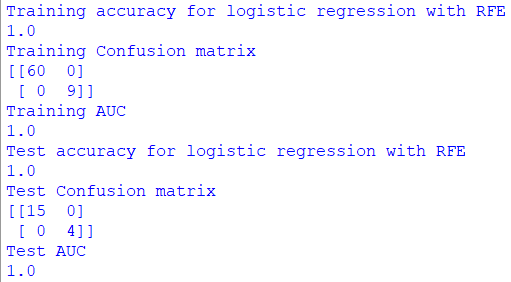 Training accuracy for logistic regression with RFE
1.0
Training Confusion matrix
[[60  0]
 [ 0  9]]
Training AUC
1.0
Test accuracy for logistic regression with RFE
1.0
Test Confusion matrix
[[15  0]
 [ 0  4]]
Test AUC
1.0